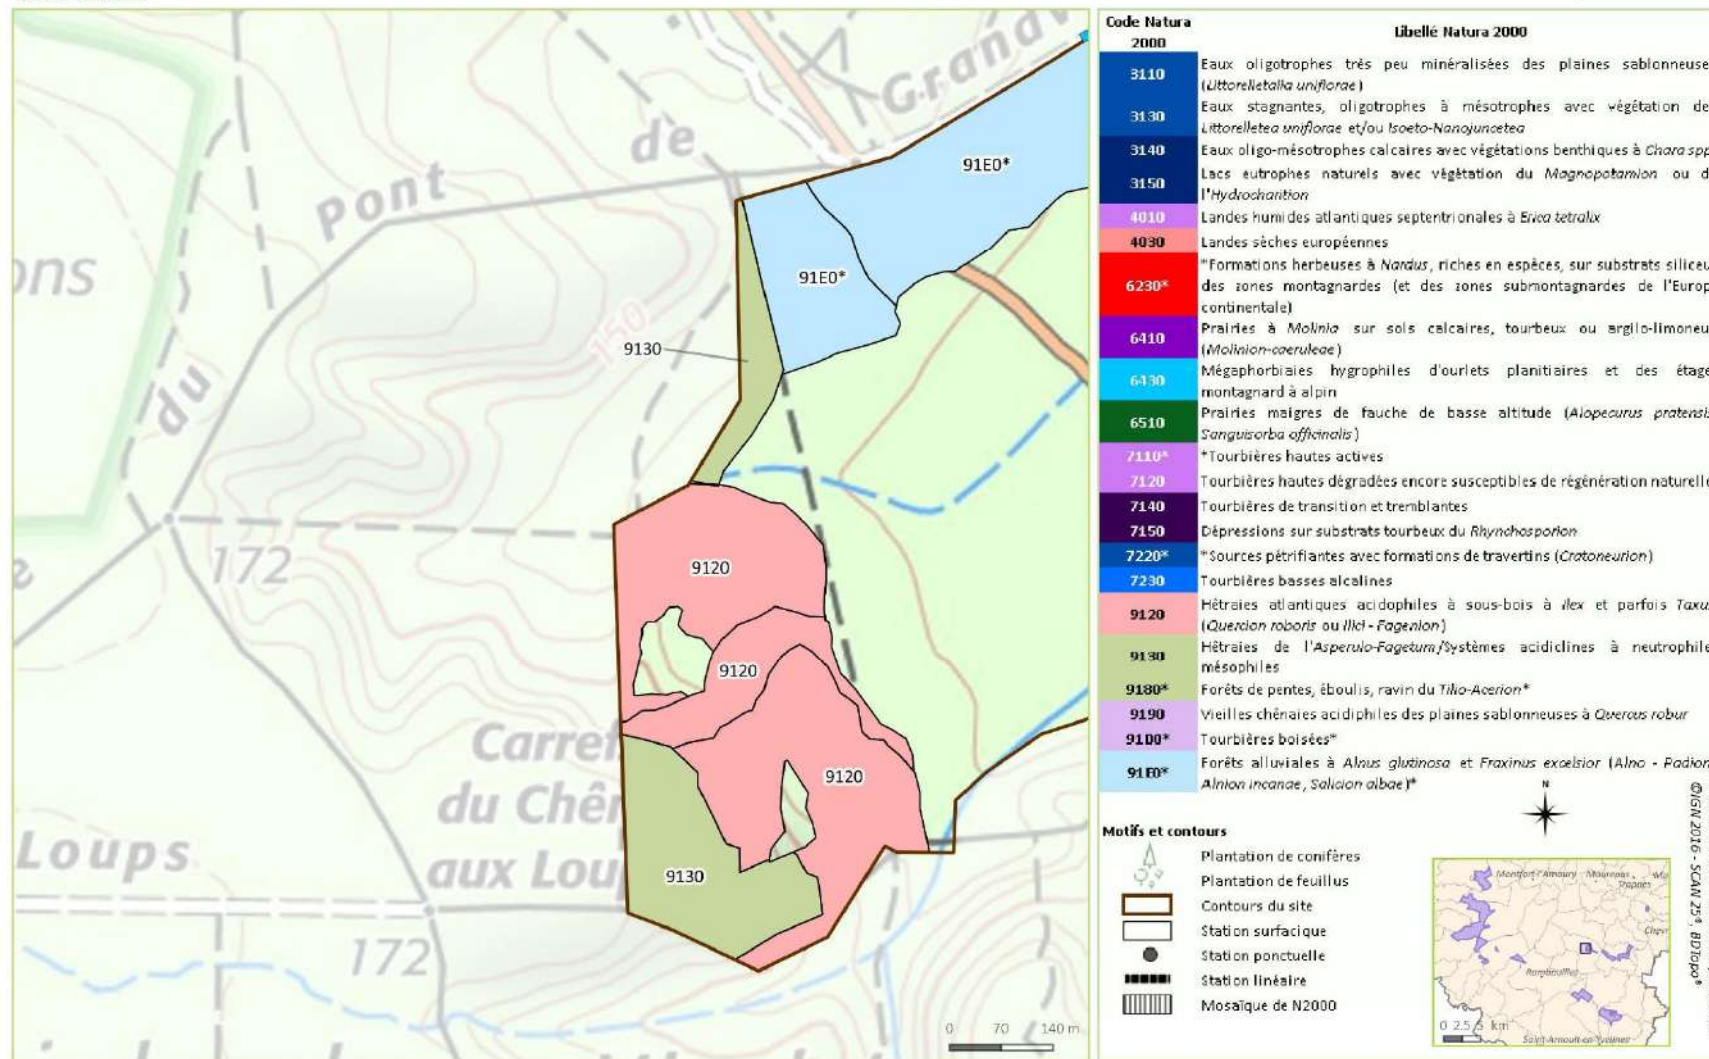 Grandv
de
Pont
du
ons
150
172
91E0*
91E0*
9130
9120
9120
9120
9130
Carref
du Chên
aux Lou
Loups
172
0 70 140 m
Code Natura
2000
Libellé Natura 2000
3110 Eaux oligotrophes très peu minéralisées des plaines sablonneuse
(Littorelletalia uniflorae)
3130 Eaux stagnantes, oligotrophes à mésotrophes avec végétation de
Littorelletea uniflorae et/ou Isoeto-Nanojuncetea
3140 Eaux oligo-mésotrophes calcaires avec végétations benthiques à Chara spp
3150 Lacs eutrophes naturels avec végétation du Magnopotamion ou d
l'Hydrocharition
4010 Landes humides atlantiques septentrionales à Erica tetralix
4030 Landes sèches européennes
6230* *Formations herbeuses à Nardus, riches en espèces, sur substrats siliceu
des zones montagnardes (et des zones submontagnardes de l'Europ
continentale)
6410 Prairies à Molinia sur sols calcaires, tourbeux ou argilo-limoneu
(Molinion-caeruleae)
6430 Mégaphorbiaies hygrophiles d'ourlets planitiaires et des étage
montagnard à alpin
6510 Prairies maigres de fauche de basse altitude (Alopecurus pratensis
Sanguisorba officinalis)
7110* *Tourbières hautes actives
7120 Tourbières hautes dégradées encore susceptibles de régénération naturelle
7140 Tourbières de transition et tremblantes
7150 Dépressions sur substrats tourbeux du Rhynchosporion
7220* *Sources pétrifiantes avec formations de travertins (Cratoneurion)
7230 Tourbières basses alcalines
9120 Hêtraies atlantiques acidophiles à sous-bois à Ilex et parfois Taxu
(Quercion roboris ou Ilici - Fagenion)
9130 Hêtraies de l'Asperulo-Fagetum/Systèmes acidiclines à neutrophile
mésophiles
9180* Forêts de pentes, éboulis, ravin du Tilio-Acerion*
9190 Vieilles chênaies acidiphiles des plaines sablonneuses à Quercus robur
91D0* Tourbières boisées*
91E0* Forêts alluviales à Alnus glutinosa et Fraxinus excelsior (Alno - Padion
Alnion incanae, Salicion albae)*
Motifs et contours
Plantation de conifères
Plantation de feuillus
Contours du site
Station surfacique
Station ponctuelle
Station linéaire
Mosaïque de N2000
N
Montfort-l'Amaury Maurepas
Trappes
Chevr
Rambouillet
0 2.5 5 km
Saint-Arnoult-en-Yvelines
©IGN 2016 - SCAN 25®, BDTopo®